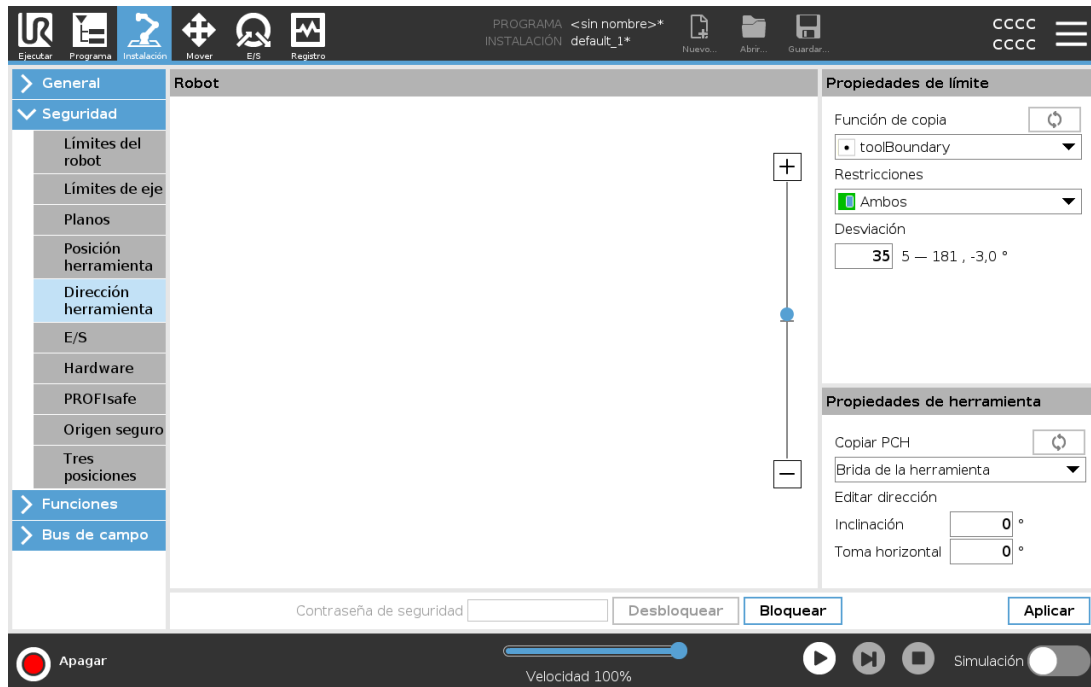 PROGRAMA <sin nombre>*
INSTALACIÓN default_1*
CCCC
CCCC
Ejecutar Programa Instalación Mover E/S Registro Nuevo... Abrir... Guardar...
General
Seguridad
Límites del
robot
Límites de eje
Planos
Posición
herramienta
Dirección
herramienta
E/S
Hardware
PROFIsafe
Origen seguro
Tres
posiciones
Funciones
Bus de campo
Robot
Propiedades de límite
Función de copia
toolBoundary
Restricciones
Ambos
Desviación
35 5 — 181 , -3,0 °
Propiedades de herramienta
Copiar PCH
Brida de la herramienta
Editar dirección
Inclinación 0 °
Toma horizontal 0 °
Contraseña de seguridad Desbloquear Bloquear Aplicar
Apagar
Velocidad 100%
Simulación